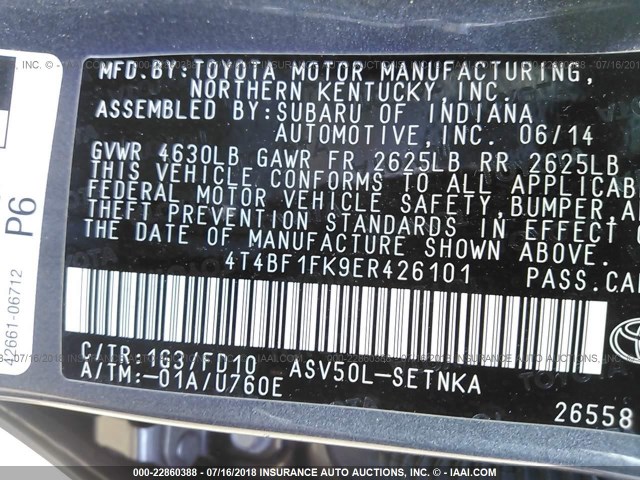 MFD.BY:TOYOTA MOTOR MANUFACTURING,
NORTHERN KENTUCKY, INC.
ASSEMBLED BY:SUBARU OF INDIANA
AUTOMOTIVE, INC. 06/14
GVWR 4630LB GAWR FR 2625LB RR 2625LB
THIS VEHICLE CONFORMS TO ALL APPLICAB
FEDERAL MOTOR VEHICLE SAFETY, BUMPER, A
THEFT PREVENTION STANDARDS IN EFFECT O
THE DATE OF MANUFACTURE SHOWN ABOVE.
4T4BF1FK9ER426101 PASS.CA
C/TR:1G3/FD10 ASV50L-SETNKA
A/TM:-01A/U760E
26558
TOYOTA
P6
42661-06712
000-22860388 - 07/16/2018 - INSURANCE AUTO AUCTIONS, INC. - © - IAAI.COM